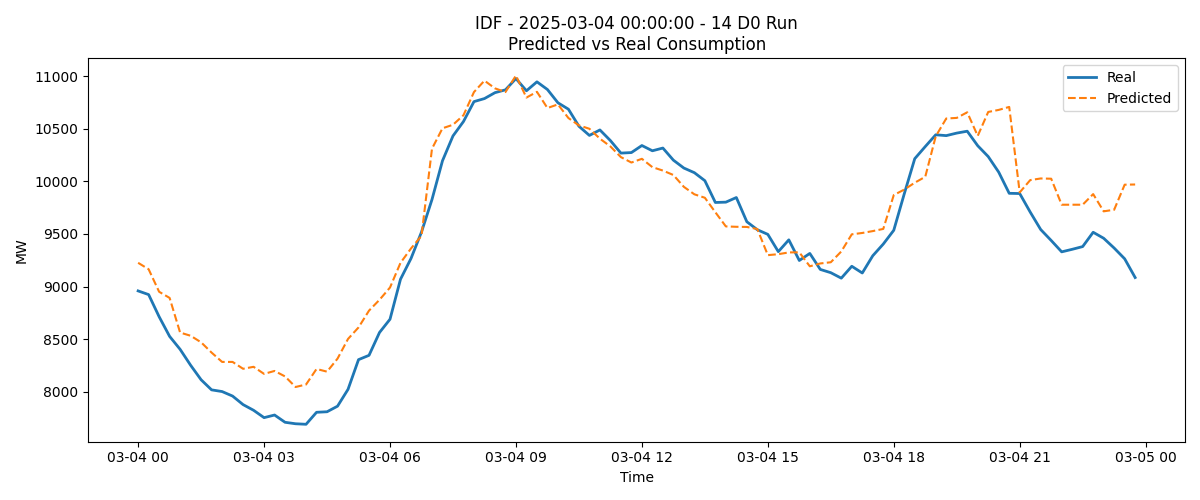 IDF - 2025-03-04 00:00:00 - 14 D0 Run
Predicted vs Real Consumption
11000
10500
10000
9500
9000
8500
8000
MW
Real
Predicted
03-04 00
03-04 03
03-04 06
03-04 09
03-04 12
03-04 15
03-04 18
03-04 21
03-05 00
Time